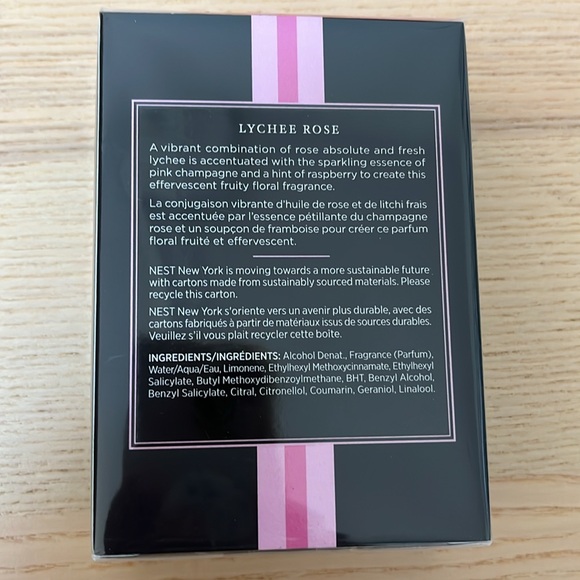 LYCHEE ROSE
A vibrant combination of rose absolute and fresh
lychee is accentuated with the sparkling essence of
pink champagne and a hint of raspberry to create this
effervescent fruity floral fragrance.
La conjugaison vibrante d'huile de rose et de litchi frais
est accentuée par l'essence pétillante du champagne
rose et un soupçon de framboise pour créer ce parfum
floral fruité et effervescent.
NEST New York is moving towards a more sustainable future
with cartons made from sustainably sourced materials. Please
recycle this carton.
NEST New York s'oriente vers un avenir plus durable, avec des
cartons fabriqués à partir de matériaux issus de sources durables.
Veuillez s'il vous plait recycler cette boîte.
INGREDIENTS/INGRÉDIENTS: Alcohol Denat., Fragrance (Parfum),
Water/Aqua/Eau, Limonene, Ethylhexyl Methoxycinnamate, Ethylhexyl
Salicylate, Butyl Methoxydibenzoylmethane, BHT, Benzyl Alcohol,
Benzyl Salicylate, Citral, Citronellol, Coumarin, Geraniol, Linalool.